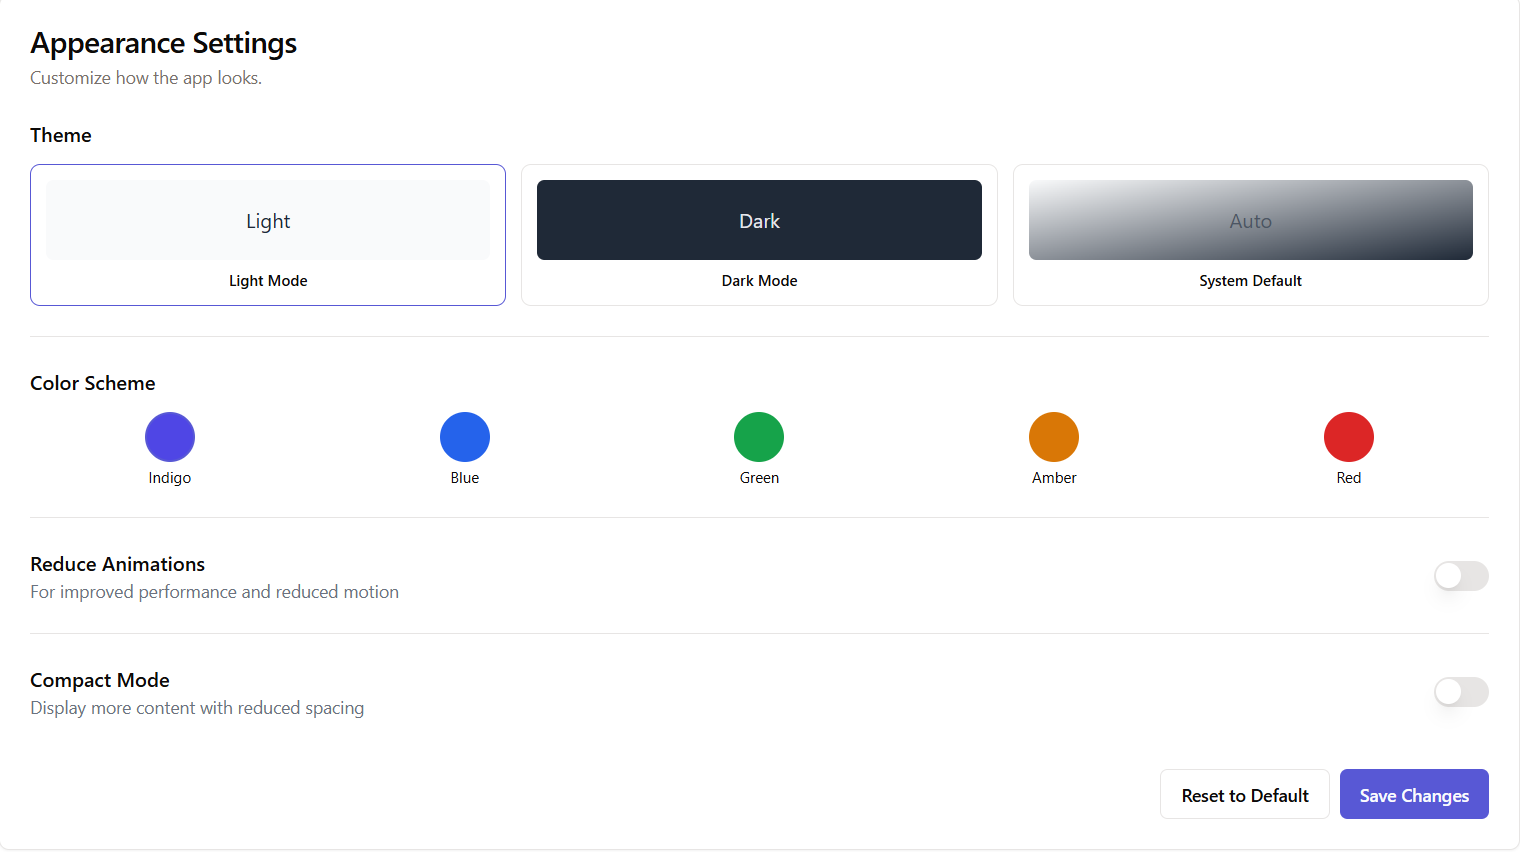 Appearance Settings
Customize how the app looks.
Theme
Light
Dark
Auto
Light Mode
Dark Mode
System Default
Color Scheme
Indigo
Blue
Green
Amber
Red
Reduce Animations
For improved performance and reduced motion
Compact Mode
Display more content with reduced spacing
Reset to Default
Save Changes